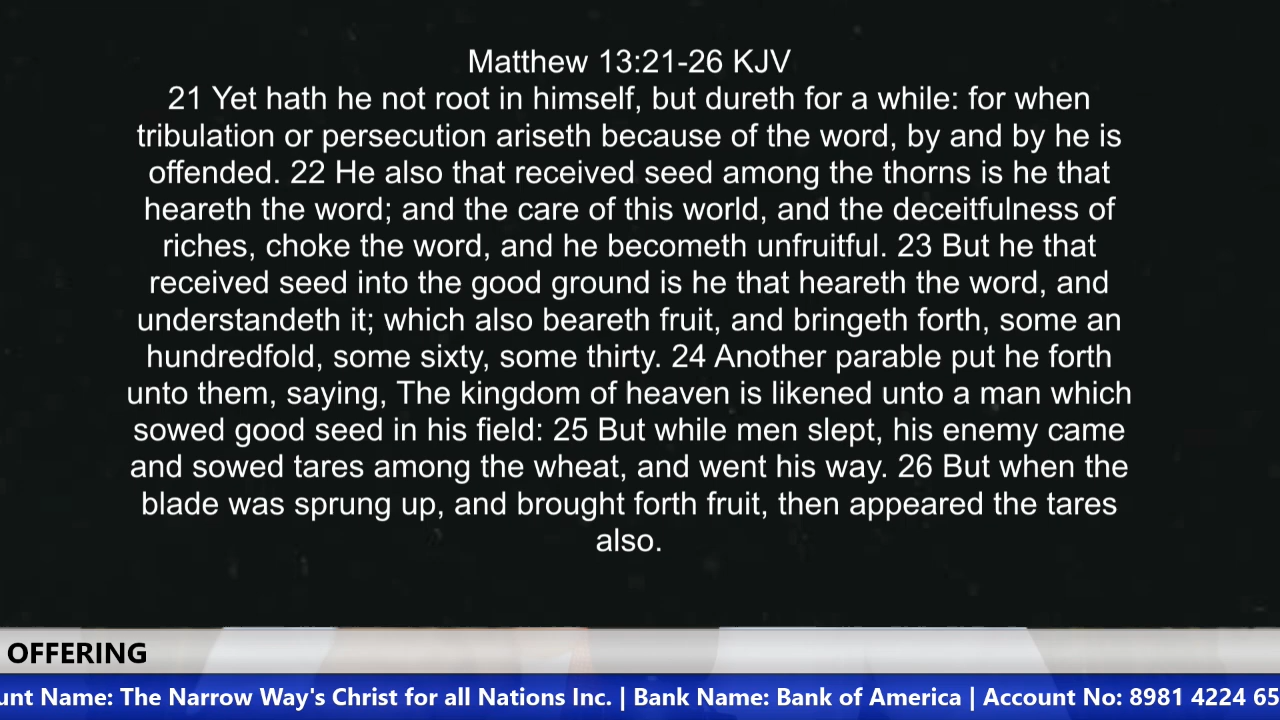 Matthew 13:21-26 KJV
21 Yet hath he not root in himself, but dureth for a while: for when
tribulation or persecution ariseth because of the word, by and by he is
offended. 22 He also that received seed among the thorns is he that
heareth the word; and the care of this world, and the deceitfulness of
riches, choke the word, and he becometh unfruitful. 23 But he that
received seed into the good ground is he that heareth the word, and
understandeth it; which also beareth fruit, and bringeth forth, some an
hundredfold, some sixty, some thirty. 24 Another parable put he forth
unto them, saying, The kingdom of heaven is likened unto a man which
sowed good seed in his field: 25 But while men slept, his enemy came
and sowed tares among the wheat, and went his way. 26 But when the
blade was sprung up, and brought forth fruit, then appeared the tares
also.
OFFERING
unt Name: The Narrow Way's Christ for all Nations Inc. | Bank Name: Bank of America | Account No: 8981 4224 65